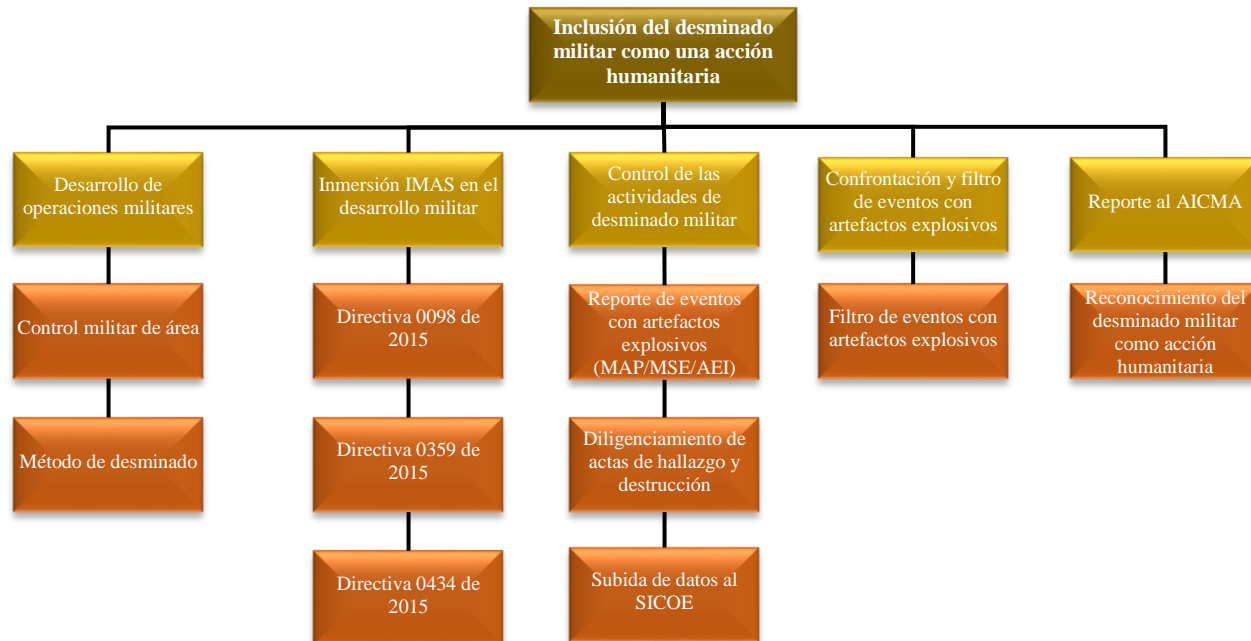 Inclusión del desminado
militar como una acción
humanitaria
Desarrollo de
operaciones militares
Inmersión IMAS en el
desarrollo militar
Control de las
actividades de
desminado militar
Confrontación y filtro
de eventos con
artefactos explosivos
Reporte al AICMA
Control militar de área
Directiva 0098 de
2015
Reporte de eventos
con artefactos
explosivos
(MAP/MSE/AEI)
Filtro de eventos con
artefactos explosivos
Reconocimiento del
desminado militar
como acción
humanitaria
Método de desminado
Directiva 0359 de
2015
Diligenciamiento de
actas de hallazgo y
destrucción
Directiva 0434 de
2015
Subida de datos al
SICOE